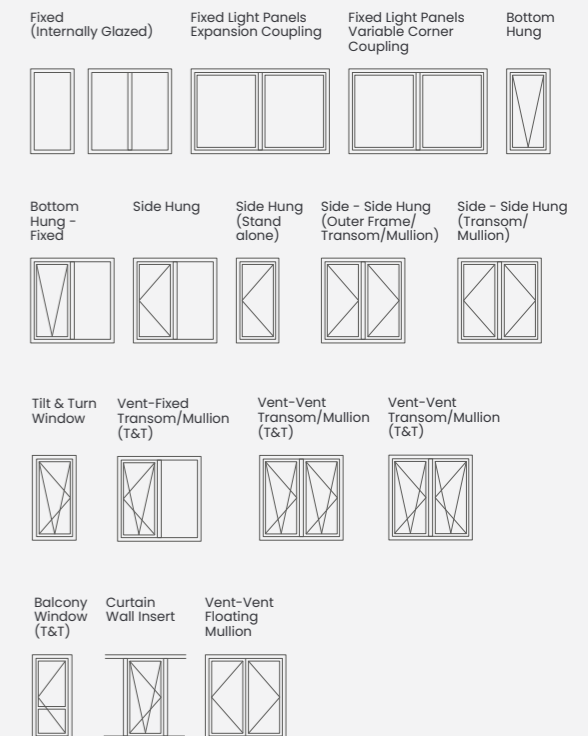 Fixed
(Internally Glazed)
Fixed Light Panels
Expansion Coupling
Fixed Light Panels
Variable Corner
Coupling
Bottom
Hung
Bottom
Hung -
Fixed
Side Hung
Side Hung
(Stand
alone)
Side - Side Hung
(Outer Frame/
Transom/Mullion)
Side - Side Hung
(Transom/
Mullion)
Tilt & Turn
Window
Vent-Fixed
Transom/Mullion
(T&T)
Vent-Vent
Transom/Mullion
(T&T)
Vent-Vent
Transom/Mullion
(T&T)
Balcony
Window
(T&T)
Curtain
Wall Insert
Vent-Vent
Floating
Mullion